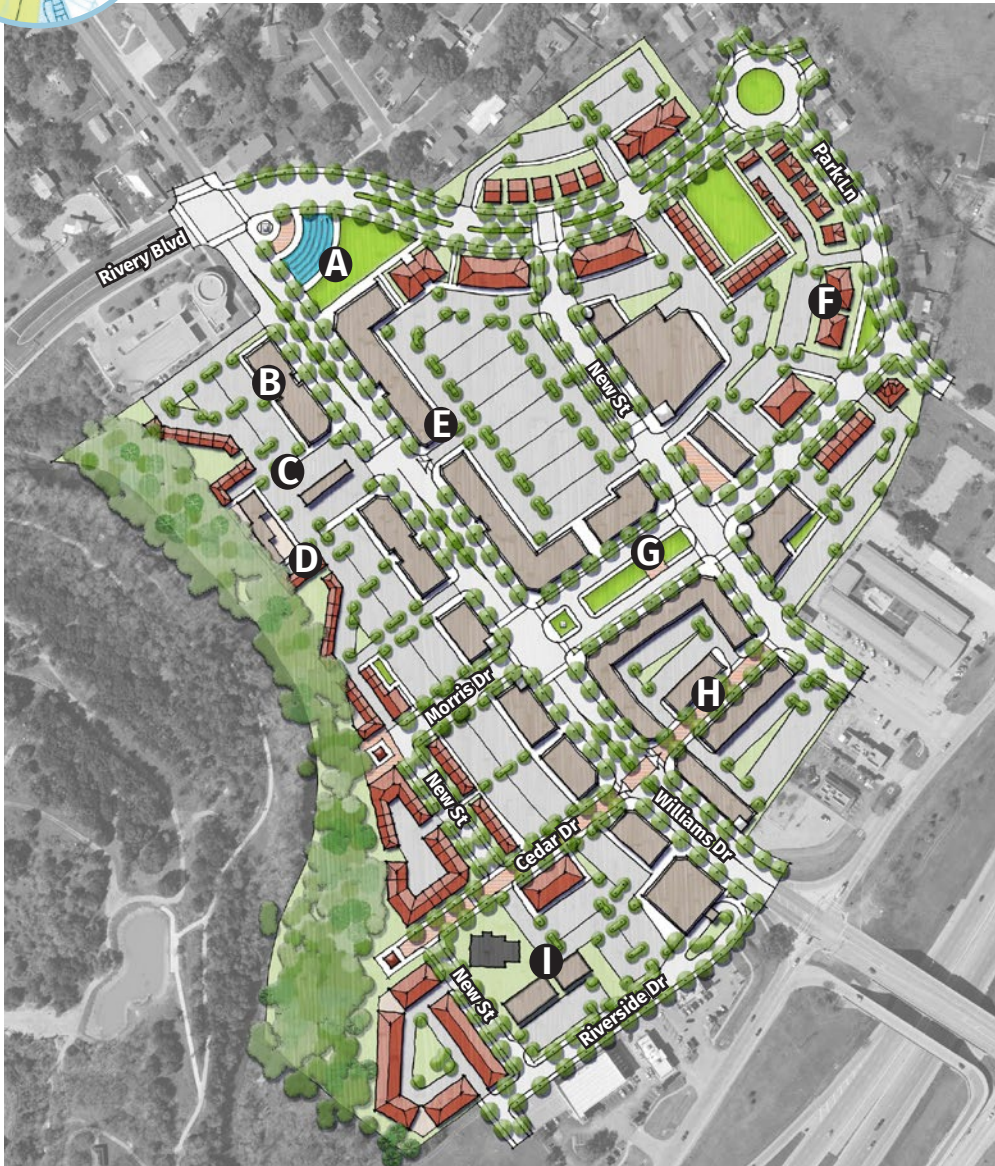 Park Ln
Rivery Blvd
A
F
B
New St
E
C
G
D
H
Morris Dr
New St
Williams Dr
Cedar Dr
I
New St
Riverside Dr